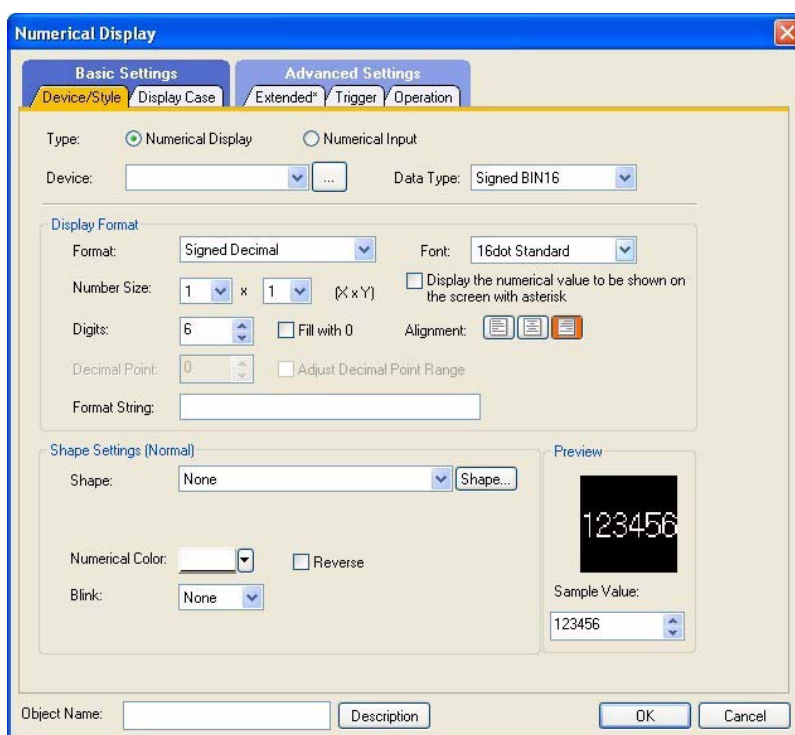 Numerical Display
Basic Settings Advanced Settings
Device/Style Display Case Extended* Trigger Operation
Type: Numerical Display Numerical Input
Device: ... Data Type: Signed BIN16
Display Format
Format: Signed Decimal Font: 16dot Standard
Number Size: 1 x 1 (X x Y) Display the numerical value to be shown on
the screen with asterisk
Digits: 6 Fill with 0 Alignment:
Decimal Point: 0 Adjust Decimal Point Range
Format String:
Shape Settings (Normal) Preview
Shape: None Shape...
123456
Numerical Color: Reverse
Blink: None Sample Value:
123456
Object Name: Description OK Cancel